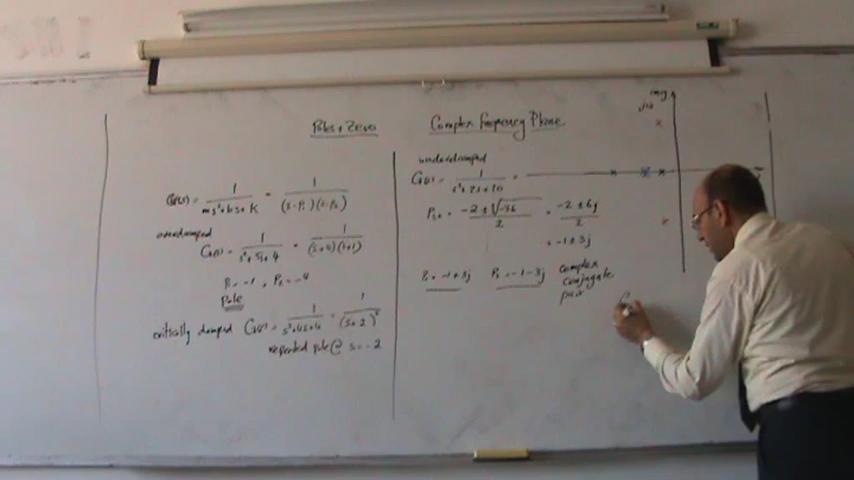 Poles + Zero
Complex Frequency Plane
G(s) = 1/(ms²+bs+k) = 1/((s-p₁)(s-p₂))
overdamped
G(s) = 1/(s²+5s+4) = 1/((s+4)(s+1))
P₁ = -1 , P₂ = -4
Pole
critically damped G(s) = 1/(s²+4s+4) = 1/(s+2)²
repeated pole @ s = -2
underdamped
G(s) = 1/(s²+2s+10) =
= (-2 ± √-36)/2 = (-2 ± 6j)/2
= -1 ± 3j
P₁ = -1+3j P₂ = -1-3j complex
conjugate
pair
img
jω